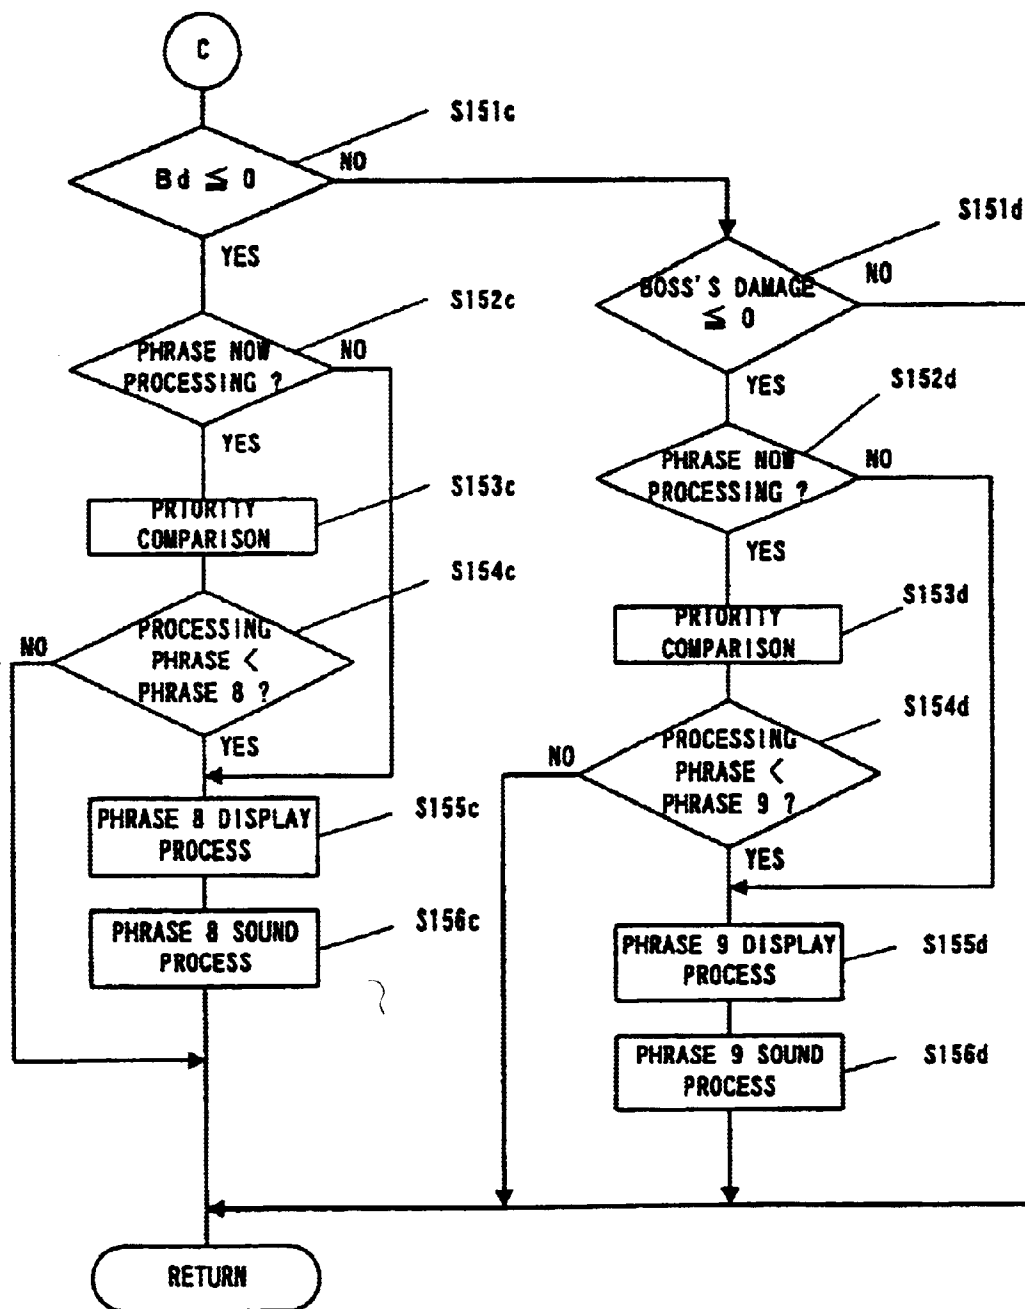 C
S151c
Bd ≦ 0
NO
YES
S152c
PHRASE NOW
PROCESSING ?
NO
YES
S153c
PRIORITY
COMPARISON
S154c
PROCESSING
PHRASE <
PHRASE 8 ?
NO
YES
PHRASE 8 DISPLAY
PROCESS
S155c
PHRASE 8 SOUND
PROCESS
S156c
S151d
BOSS'S DAMAGE
≦ 0
NO
YES
S152d
PHRASE NOW
PROCESSING ?
NO
YES
S153d
PRIORITY
COMPARISON
S154d
PROCESSING
PHRASE <
PHRASE 9 ?
NO
YES
PHRASE 9 DISPLAY
PROCESS
S155d
PHRASE 9 SOUND
PROCESS
S156d
RETURN